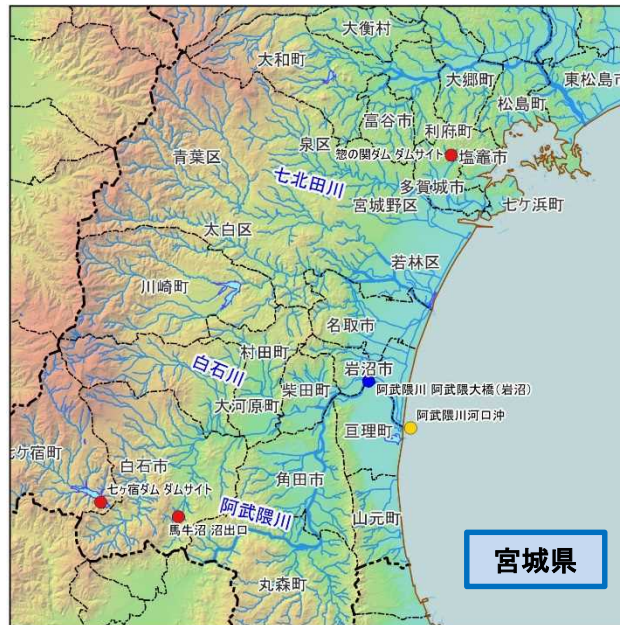 大衡村
大和町
大郷町
東松島市
松島町
富谷市
利府町
泉区
青葉区
惣の関ダム ダムサイト
塩竈市
七北田川
多賀城市
宮城野区
七ケ浜町
太白区
若林区
川崎町
名取市
村田町
白石川
岩沼市
柴田町
阿武隈川 阿武隈大橋(岩沼)
大河原町
阿武隈川河口沖
亘理町
七ケ宿町
白石市
角田市
七ヶ宿ダム ダムサイト
馬牛沼 沼出口
阿武隈川
山元町
宮城県
丸森町